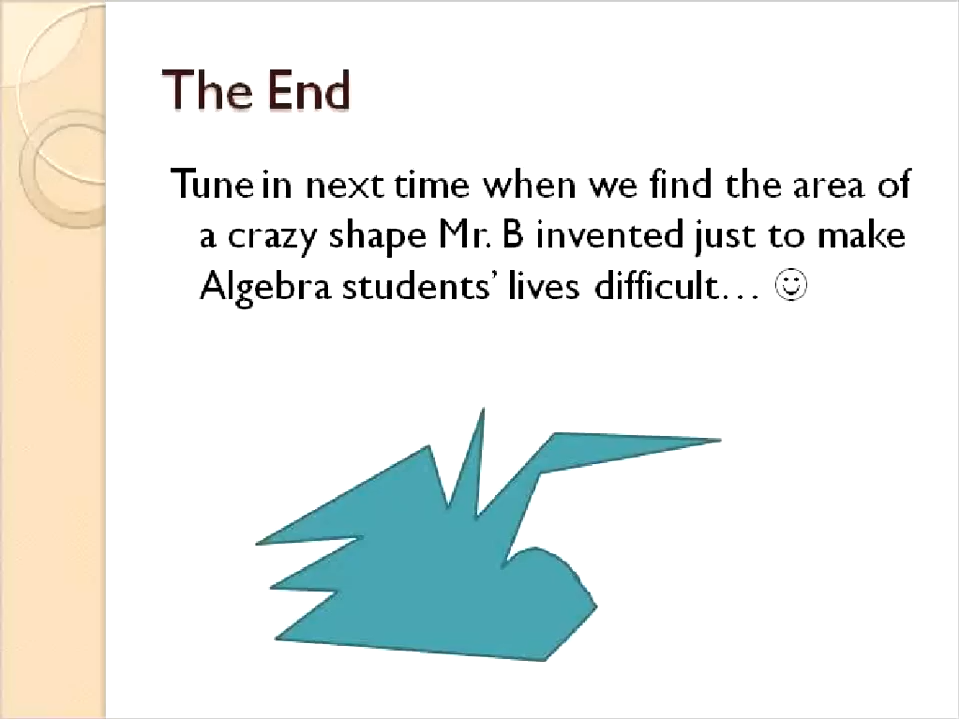 The End
Tune in next time when we find the area of
a crazy shape Mr. B invented just to make
Algebra students’ lives difficult… ☺